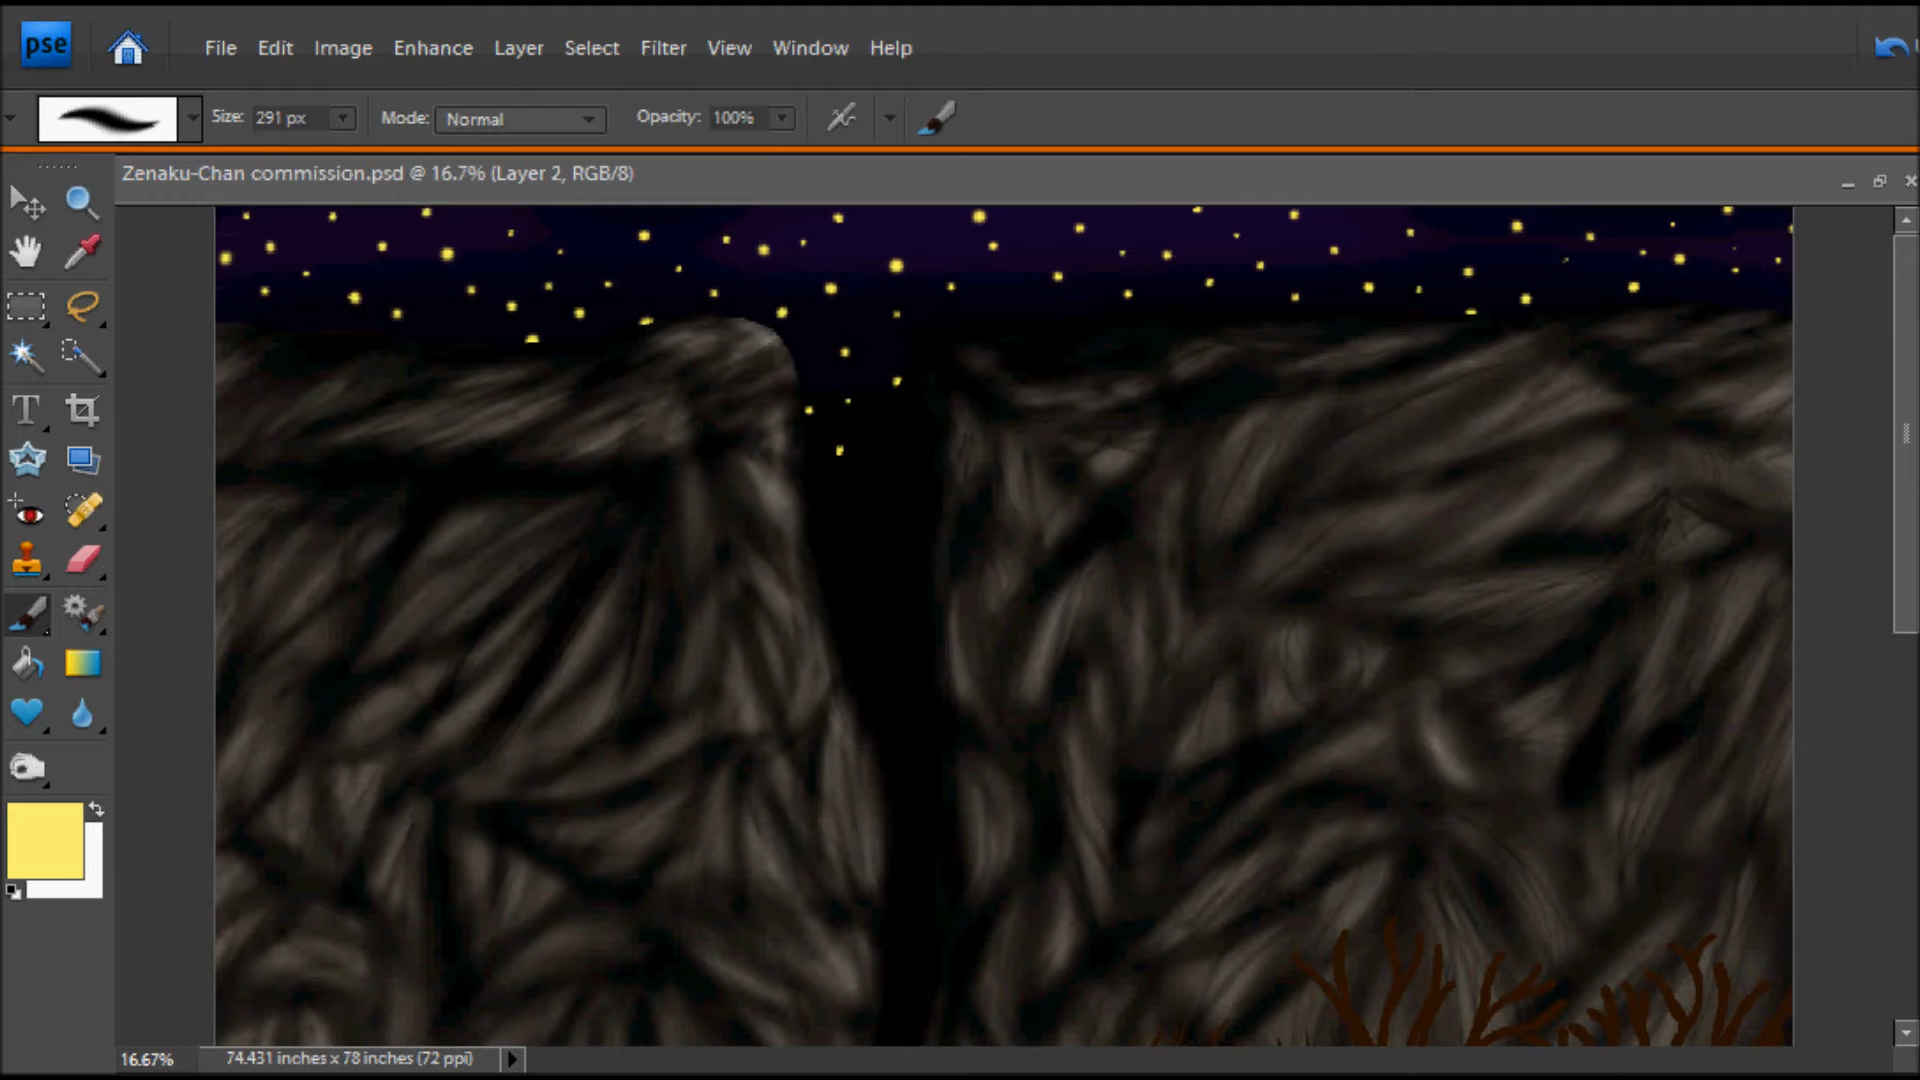 pse File Edit Image Enhance Layer Select Filter View Window Help
Size: 291 px Mode: Normal Opacity: 100%
Zenaku-Chan commission.psd @ 16.7% (Layer 2, RGB/8)
T
16.67% 74.431 inches x 78 inches (72 ppi)